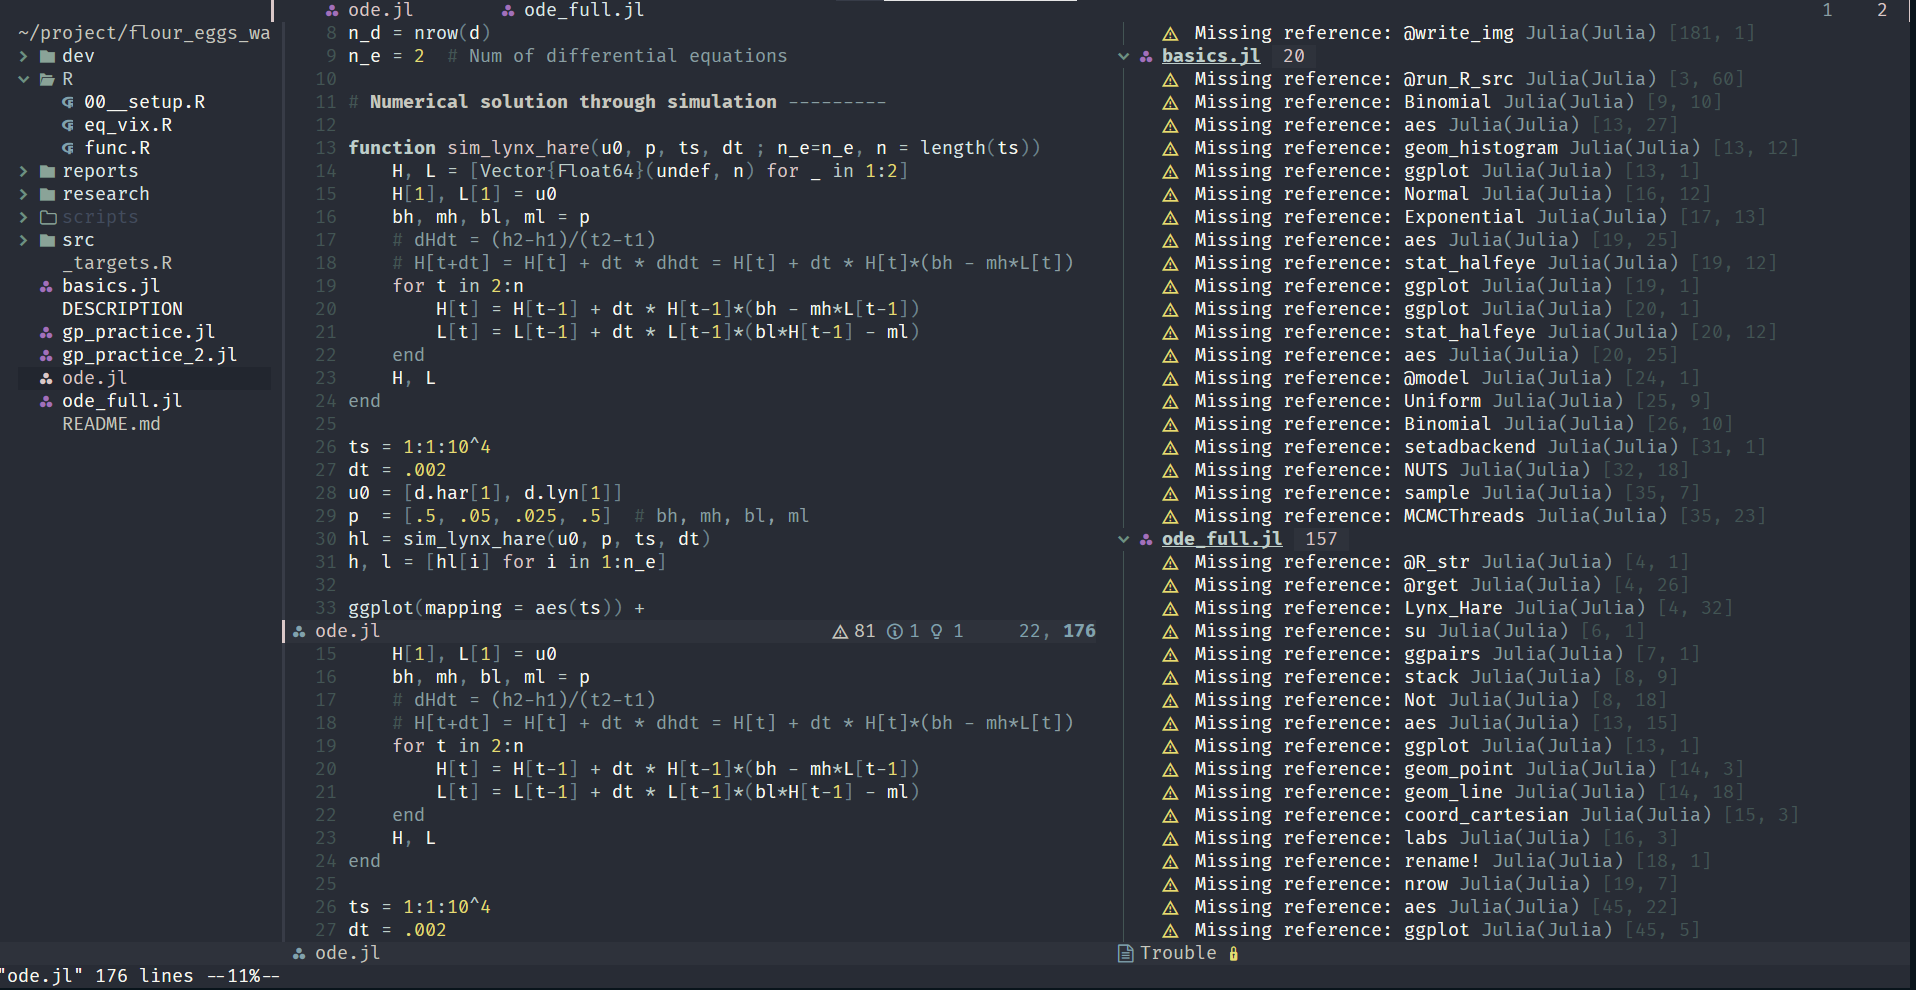 ode.jl
ode_full.jl
1 2
~/project/flour_eggs_wa
dev
R
00__setup.R
eq_vix.R
func.R
reports
research
scripts
src
_targets.R
basics.jl
DESCRIPTION
gp_practice.jl
gp_practice_2.jl
ode.jl
ode_full.jl
README.md
8 n_d = nrow(d)
9 n_e = 2  # Num of differential equations
10
11 # Numerical solution through simulation ---------
12
13 function sim_lynx_hare(u0, p, ts, dt ; n_e=n_e, n = length(ts))
14     H, L = [Vector{Float64}(undef, n) for _ in 1:2]
15     H[1], L[1] = u0
16     bh, mh, bl, ml = p
17     # dHdt = (h2-h1)/(t2-t1)
18     # H[t+dt] = H[t] + dt * dhdt = H[t] + dt * H[t]*(bh - mh*L[t])
19     for t in 2:n
20         H[t] = H[t-1] + dt * H[t-1]*(bh - mh*L[t-1])
21         L[t] = L[t-1] + dt * L[t-1]*(bl*H[t-1] - ml)
22     end
23     H, L
24 end
25
26 ts = 1:1:10^4
27 dt = .002
28 u0 = [d.har[1], d.lyn[1]]
29 p  = [.5, .05, .025, .5]  # bh, mh, bl, ml
30 hl = sim_lynx_hare(u0, p, ts, dt)
31 h, l = [hl[i] for i in 1:n_e]
32
33 ggplot(mapping = aes(ts)) +
ode.jl 81 1 1 22, 176
15     H[1], L[1] = u0
16     bh, mh, bl, ml = p
17     # dHdt = (h2-h1)/(t2-t1)
18     # H[t+dt] = H[t] + dt * dhdt = H[t] + dt * H[t]*(bh - mh*L[t])
19     for t in 2:n
20         H[t] = H[t-1] + dt * H[t-1]*(bh - mh*L[t-1])
21         L[t] = L[t-1] + dt * L[t-1]*(bl*H[t-1] - ml)
22     end
23     H, L
24 end
25
26 ts = 1:1:10^4
27 dt = .002
ode.jl
Missing reference: @write_img Julia(Julia) [181, 1]
basics.jl 20
Missing reference: @run_R_src Julia(Julia) [3, 60]
Missing reference: Binomial Julia(Julia) [9, 10]
Missing reference: aes Julia(Julia) [13, 27]
Missing reference: geom_histogram Julia(Julia) [13, 12]
Missing reference: ggplot Julia(Julia) [13, 1]
Missing reference: Normal Julia(Julia) [16, 12]
Missing reference: Exponential Julia(Julia) [17, 13]
Missing reference: aes Julia(Julia) [19, 25]
Missing reference: stat_halfeye Julia(Julia) [19, 12]
Missing reference: ggplot Julia(Julia) [19, 1]
Missing reference: ggplot Julia(Julia) [20, 1]
Missing reference: stat_halfeye Julia(Julia) [20, 12]
Missing reference: aes Julia(Julia) [20, 25]
Missing reference: @model Julia(Julia) [24, 1]
Missing reference: Uniform Julia(Julia) [25, 9]
Missing reference: Binomial Julia(Julia) [26, 10]
Missing reference: setadbackend Julia(Julia) [31, 1]
Missing reference: NUTS Julia(Julia) [32, 18]
Missing reference: sample Julia(Julia) [35, 7]
Missing reference: MCMCThreads Julia(Julia) [35, 23]
ode_full.jl 157
Missing reference: @R_str Julia(Julia) [4, 1]
Missing reference: @rget Julia(Julia) [4, 26]
Missing reference: Lynx_Hare Julia(Julia) [4, 32]
Missing reference: su Julia(Julia) [6, 1]
Missing reference: ggpairs Julia(Julia) [7, 1]
Missing reference: stack Julia(Julia) [8, 9]
Missing reference: Not Julia(Julia) [8, 18]
Missing reference: aes Julia(Julia) [13, 15]
Missing reference: ggplot Julia(Julia) [13, 1]
Missing reference: geom_point Julia(Julia) [14, 3]
Missing reference: geom_line Julia(Julia) [14, 18]
Missing reference: coord_cartesian Julia(Julia) [15, 3]
Missing reference: labs Julia(Julia) [16, 3]
Missing reference: rename! Julia(Julia) [18, 1]
Missing reference: nrow Julia(Julia) [19, 7]
Missing reference: aes Julia(Julia) [45, 22]
Missing reference: ggplot Julia(Julia) [45, 5]
Trouble
"ode.jl" 176 lines --11%--